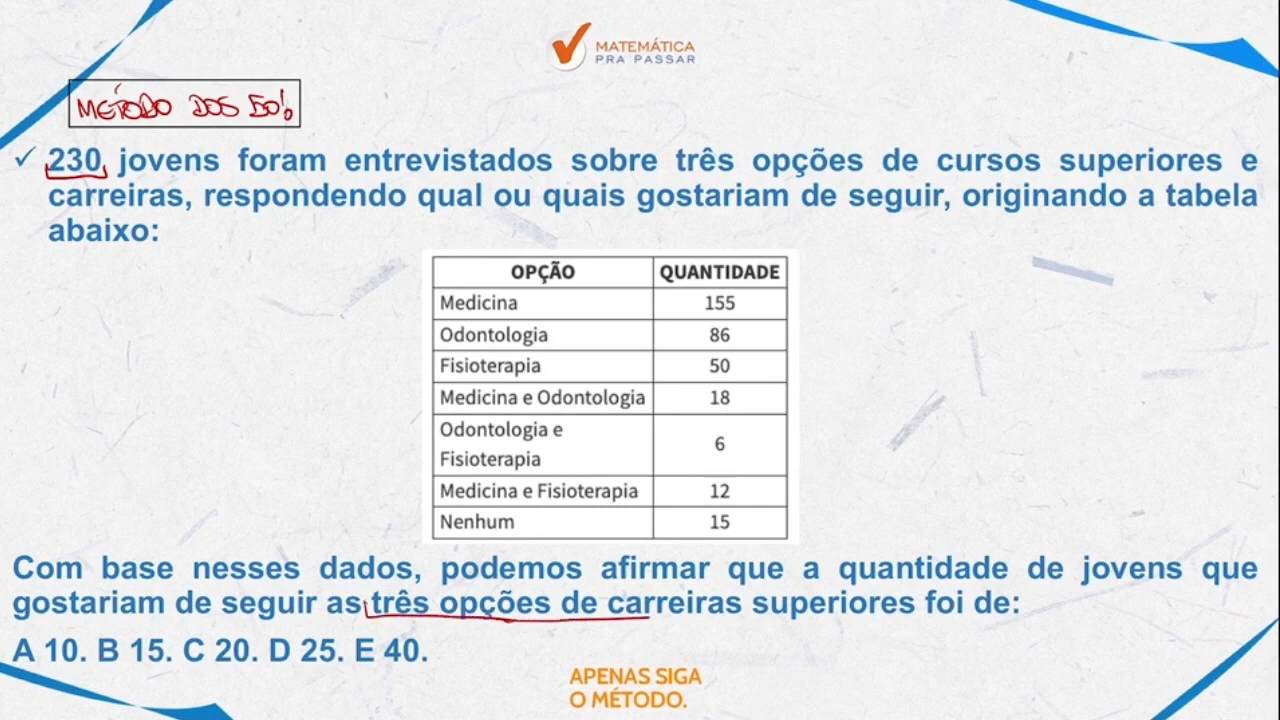 MATEMÁTICA
PRA PASSAR
MÉTODO DOS SÓ!
✓ 230 jovens foram entrevistados sobre três opções de cursos superiores e
carreiras, respondendo qual ou quais gostariam de seguir, originando a tabela
abaixo:
OPÇÃO QUANTIDADE
Medicina 155
Odontologia 86
Fisioterapia 50
Medicina e Odontologia 18
Odontologia e
Fisioterapia 6
Medicina e Fisioterapia 12
Nenhum 15
Com base nesses dados, podemos afirmar que a quantidade de jovens que
gostariam de seguir as três opções de carreiras superiores foi de:
A 10. B 15. C 20. D 25. E 40.
APENAS SIGA
O MÉTODO.